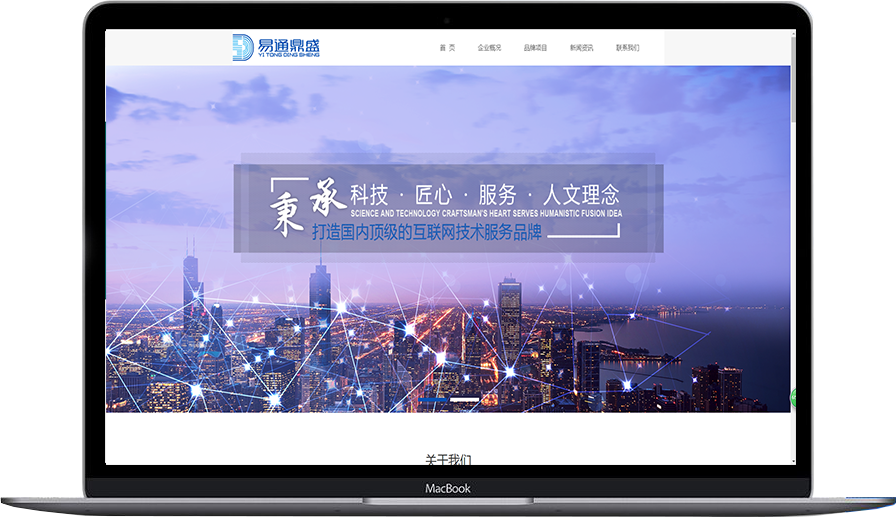 易通鼎盛
YI TONG DING SHENG
首 页 企业概况 品牌项目 新闻资讯 联系我们
秉承 科技 · 匠心 · 服务 · 人文理念
SCIENCE AND TECHNOLOGY CRAFTSMAN'S HEART SERVES HUMANISTIC FUSION IDEA
打造国内顶级的互联网技术服务品牌
关于我们
MacBook